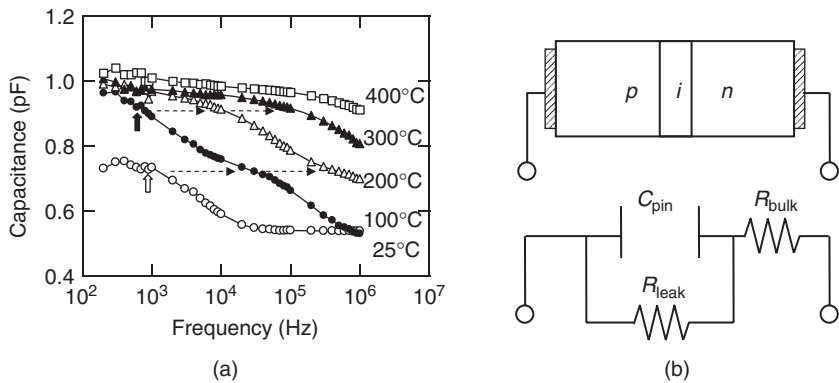 1.2
1.0
0.8
0.6
0.4
Capacitance (pF)
400°C
300°C
200°C
100°C
25°C
10² 10³ 10⁴ 10⁵ 10⁶ 10⁷
Frequency (Hz)
(a)
p i n
C_pin
R_bulk
R_leak
(b)